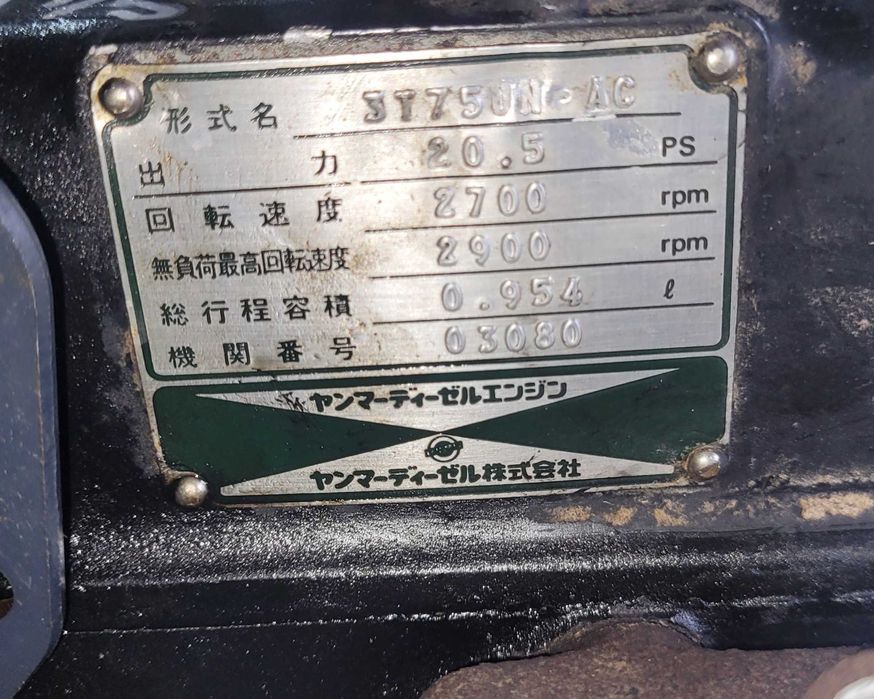 形式名 3T75UN-AC
出力 20.5 PS
回転速度 2700 rpm
無負荷最高回転速度 2900 rpm
総行程容積 0.954 ℓ
機関番号 03080
ヤンマーディーゼルエンジン
ヤンマーディーゼル株式会社